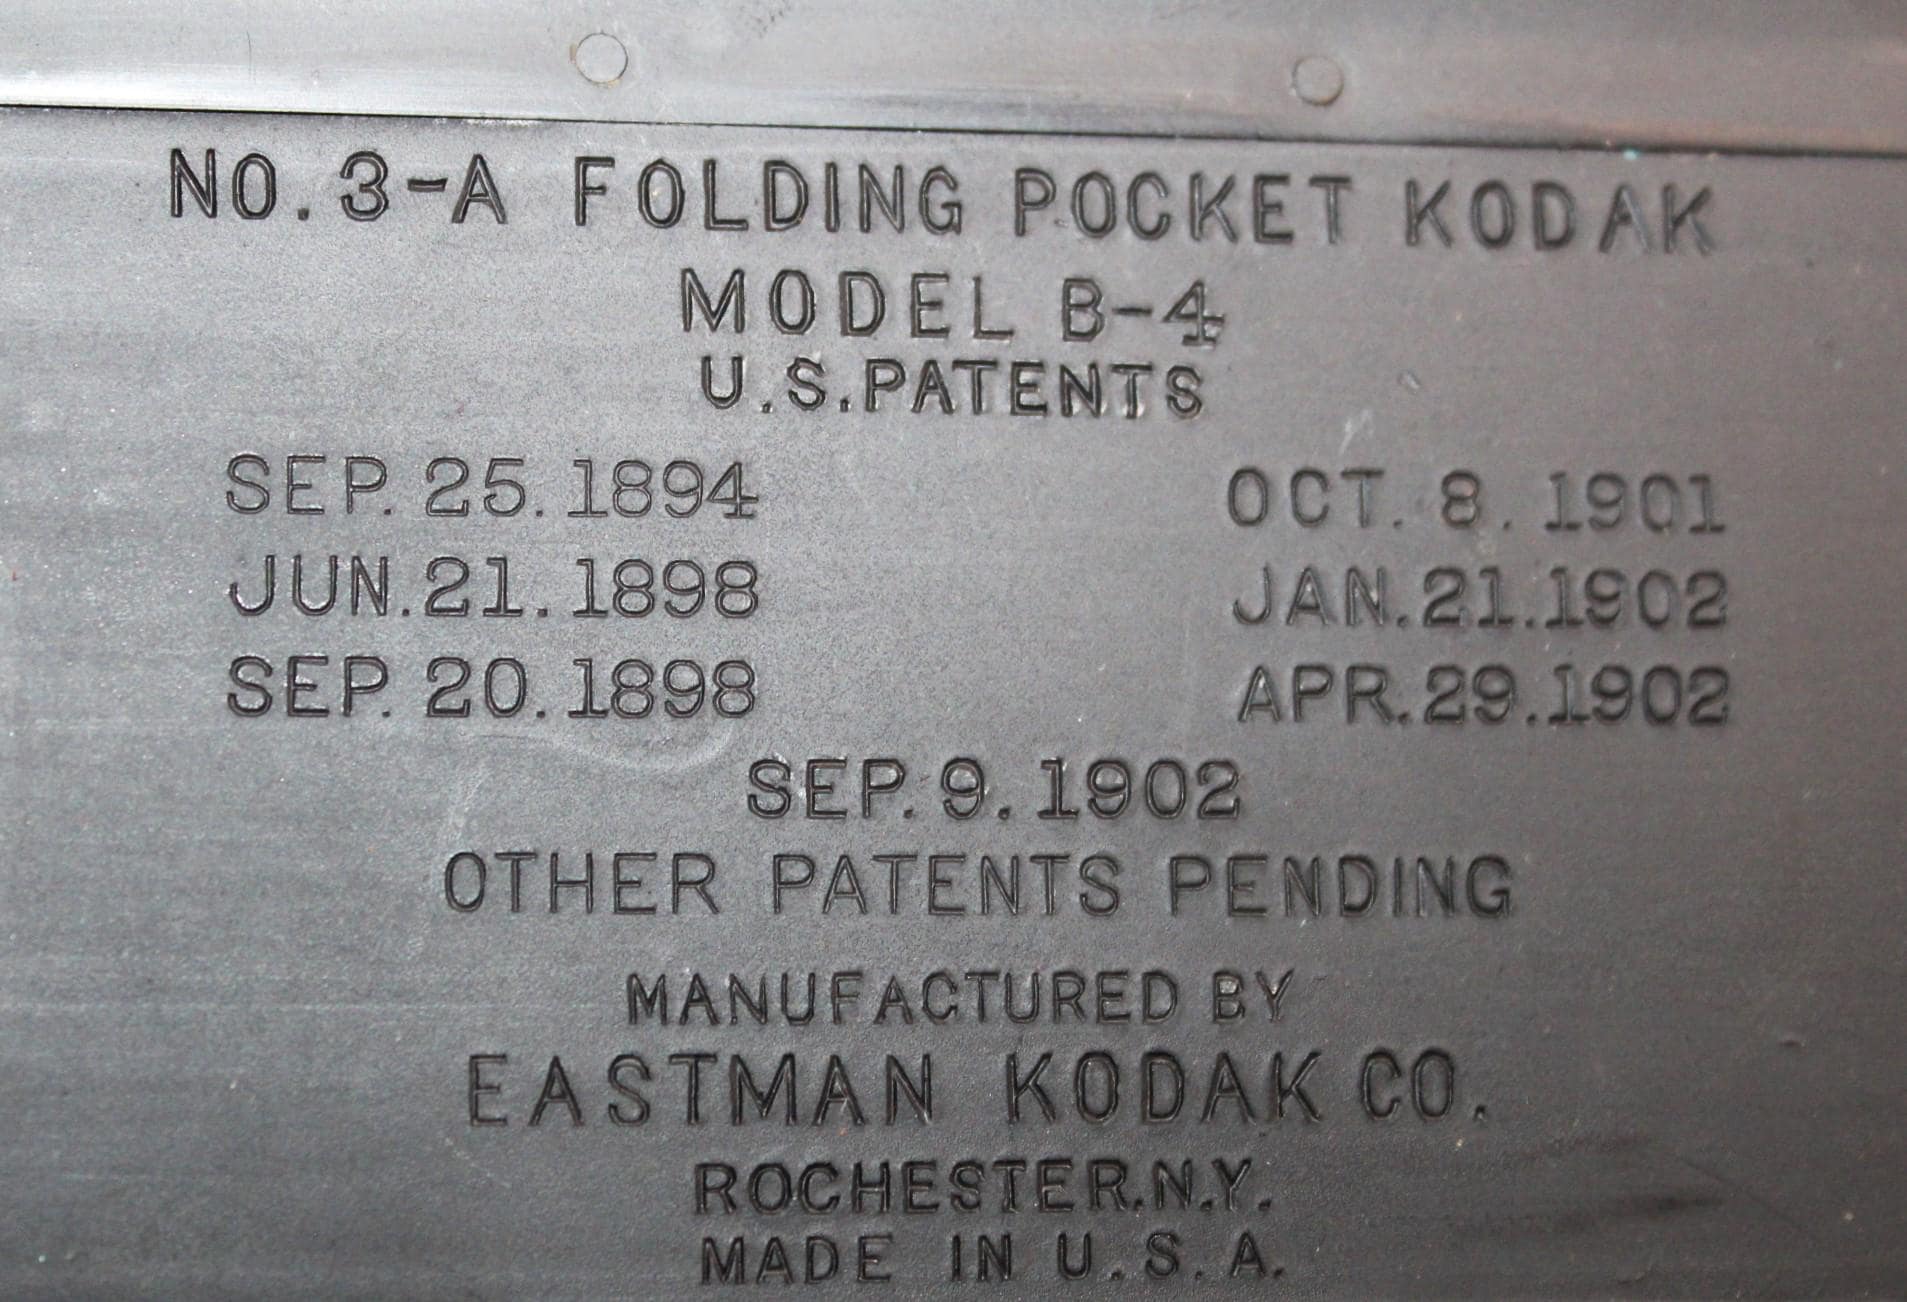 NO. 3-A FOLDING POCKET KODAK
MODEL B-4
U.S. PATENTS
SEP. 25. 1894 OCT. 8. 1901
JUN. 21. 1898 JAN. 21. 1902
SEP. 20. 1898 APR. 29. 1902
SEP. 9. 1902
OTHER PATENTS PENDING
MANUFACTURED BY
EASTMAN KODAK CO.
ROCHESTER. N.Y.
MADE IN U.S.A.